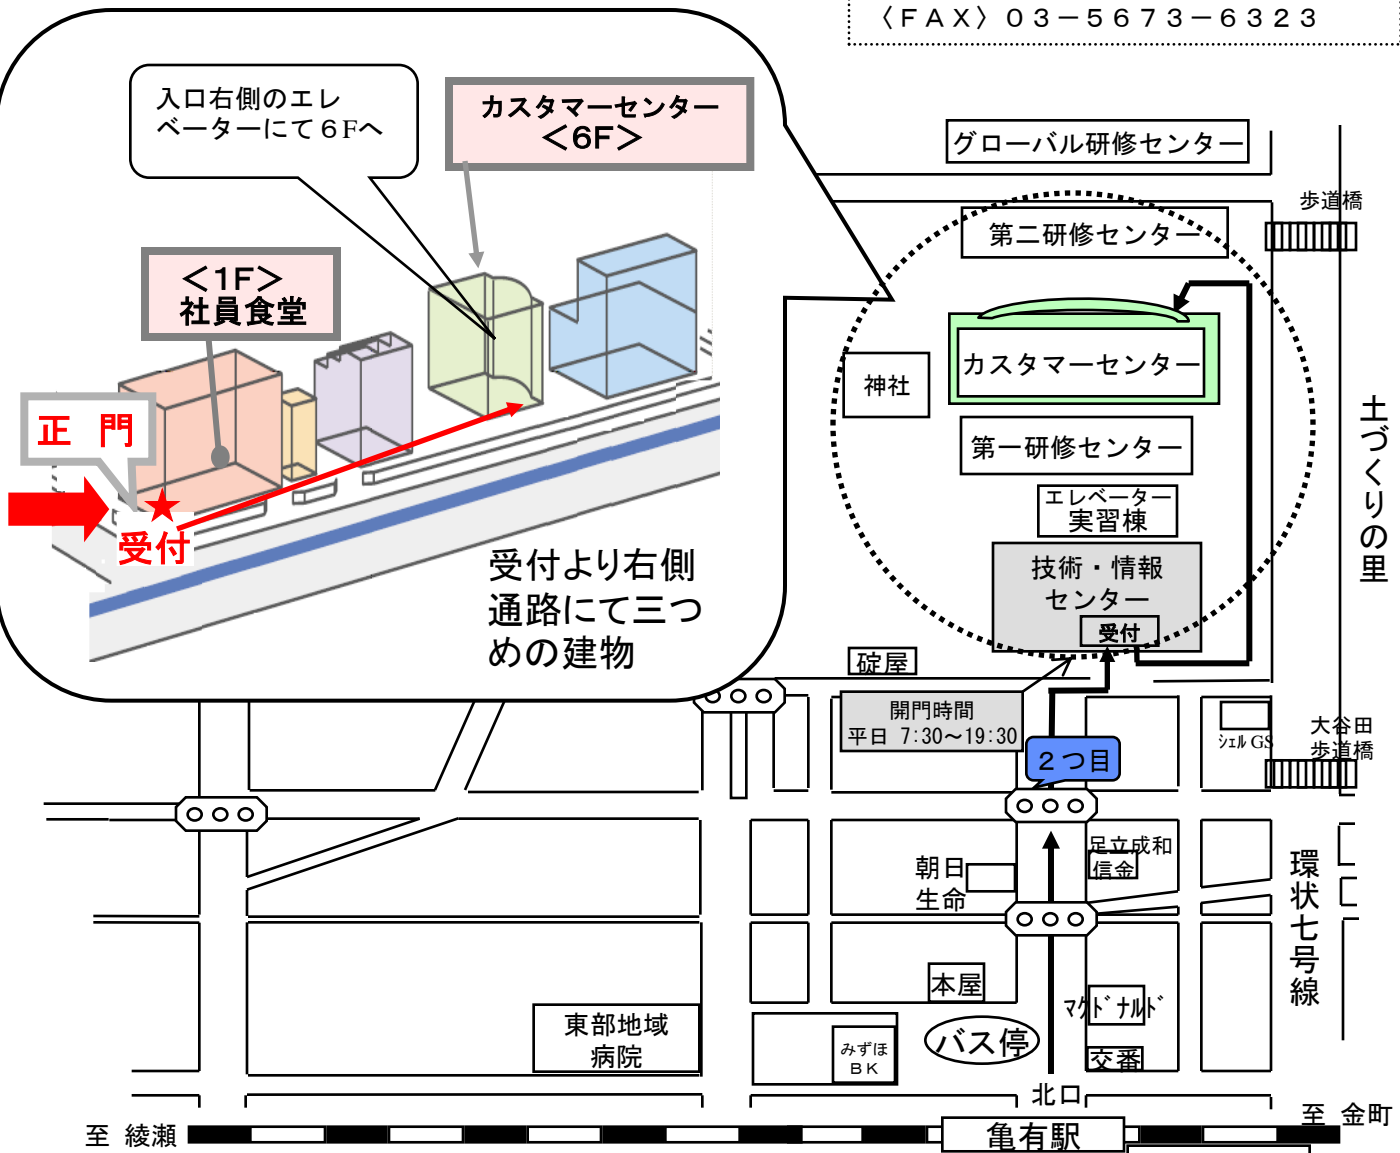 〈ＦＡＸ〉０３－５６７３－６３２３
入口右側のエレ
ベーターにて６Fへ
カスタマーセンター
＜6F＞
＜1F＞
社員食堂
正　門
受付
受付より右側
通路にて三つ
めの建物
グローバル研修センター
歩道橋
第二研修センター
カスタマーセンター
神社
第一研修センター
エレベーター
実習棟
技術・情報
センター
受付
土づくりの里
碇屋
開門時間
平日 7:30～19:30
２つ目
ｼｪﾙ GS
大谷田
歩道橋
足立成和
信金
朝日
生命
環状七号線
本屋
ﾏｸﾄﾞﾅﾙﾄﾞ
東部地域
病院
みずほ
ＢＫ
バス停
交番
北口
至 綾瀬
亀有駅
至 金町